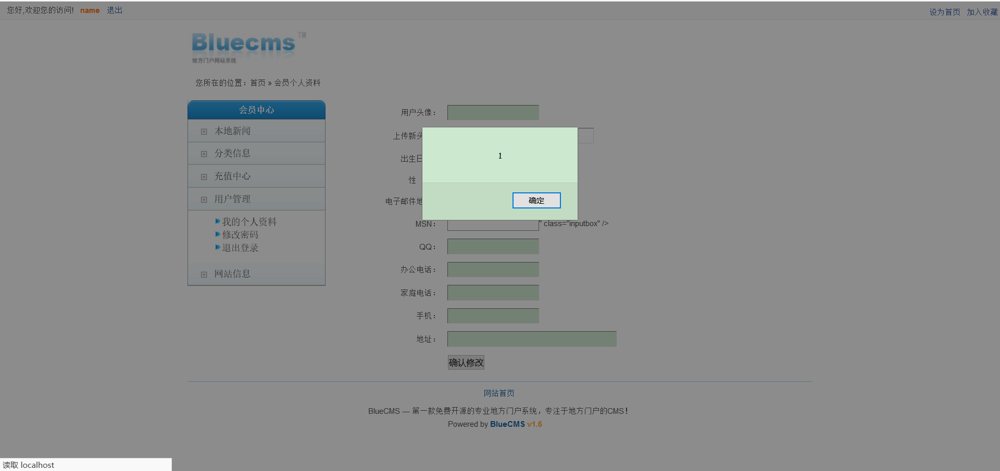 您好,欢迎您的访问! name 退出
设为首页 加入收藏
Bluecms TM
地方门户网站系统
您所在的位置：首页 » 会员个人资料
会员中心
本地新闻
分类信息
充值中心
用户管理
我的个人资料
修改密码
退出登录
网站信息
用户头像：
上传新头
出生日
性
电子邮件地
MSN： " class="inputbox" />
QQ：
办公电话：
家庭电话：
手机：
地址：
确认修改
1
确定
网站首页
BlueCMS — 第一款免费开源的专业地方门户系统，专注于地方门户的CMS！
Powered by BlueCMS v1.6
读取 localhost